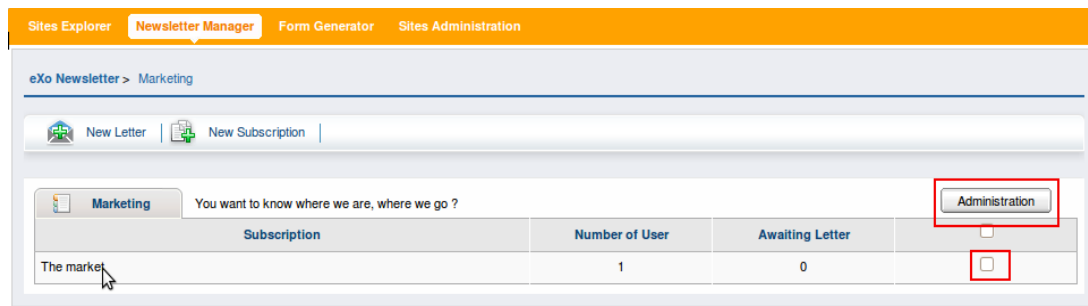 Sites Explorer Newsletter Manager Form Generator Sites Administration
eXo Newsletter > Marketing
New Letter New Subscription
Marketing You want to know where we are, where we go ? Administration
Subscription Number of User Awaiting Letter
The market 1 0